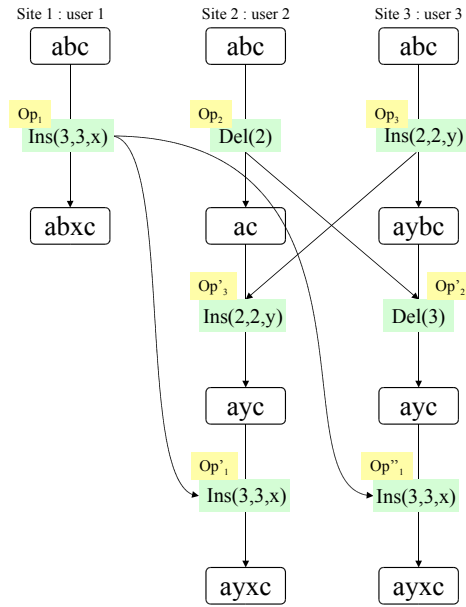 Site 1 : user 1
Site 2 : user 2
Site 3 : user 3
abc
abc
abc
Op1
Op2
Op3
Ins(3,3,x)
Del(2)
Ins(2,2,y)
abxc
ac
aybc
Op’3
Op’2
Ins(2,2,y)
Del(3)
ayc
ayc
Op’1
Op”1
Ins(3,3,x)
Ins(3,3,x)
ayxc
ayxc